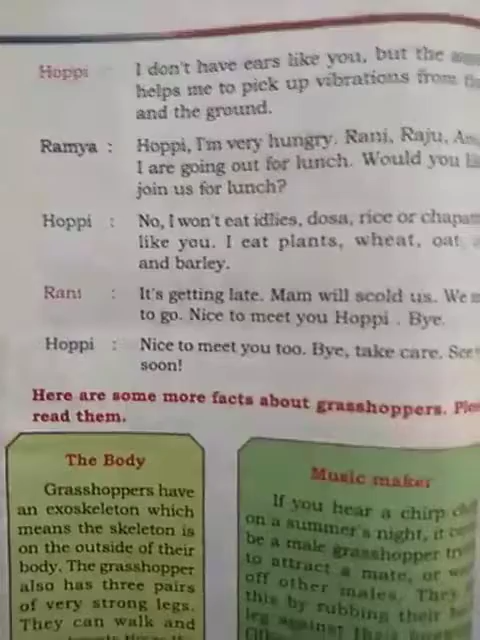 Hoppi : I don't have ears like you, but the
helps me to pick up vibrations from
and the ground.
Ramya : Hoppi, I'm very hungry. Rani, Raju,
I are going out for lunch. Would you
join us for lunch?
Hoppi : No, I won't eat idlies, dosa, rice or
like you. I eat plants, wheat, oat,
and barley.
Rani : It's getting late. Mam will scold us. We
to go. Nice to meet you Hoppi . Bye.
Hoppi : Nice to meet you too. Bye, take care. See
soon!
Here are some more facts about grasshoppers.
read them.
The Body
Grasshoppers have
an exoskeleton which
means the skeleton is
on the outside of their
body. The grasshopper
also has three pairs
of very strong legs.
They can walk and
Music maker
If you hear a chirp
on a summer's night, it
be a male grasshopper
to attract a mate, or
off other males. They
this by rubbing their
leg against the